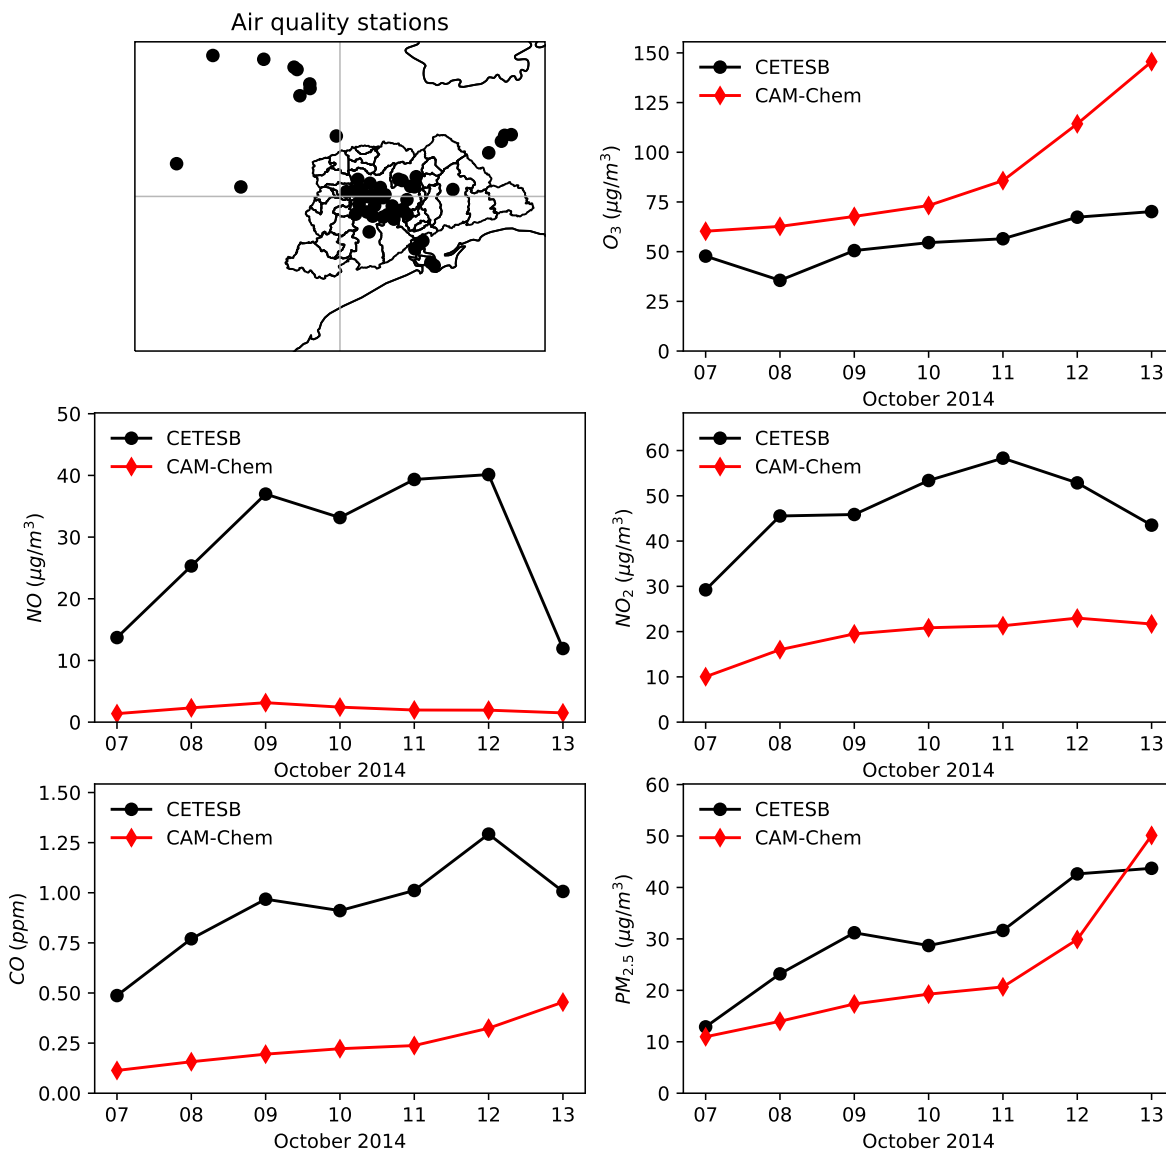 Air quality stations
150
125
100
75
50
25
0
O₃ (μg/m³)
CETESB
CAM-Chem
07 08 09 10 11 12 13
October 2014
50
40
30
20
10
0
NO (μg/m³)
CETESB
CAM-Chem
07 08 09 10 11 12 13
October 2014
60
50
40
30
20
10
0
NO₂ (μg/m³)
CETESB
CAM-Chem
07 08 09 10 11 12 13
October 2014
1.50
1.25
1.00
0.75
0.50
0.25
0.00
CO (ppm)
CETESB
CAM-Chem
07 08 09 10 11 12 13
October 2014
60
50
40
30
20
10
0
PM₂.₅ (μg/m³)
CETESB
CAM-Chem
07 08 09 10 11 12 13
October 2014